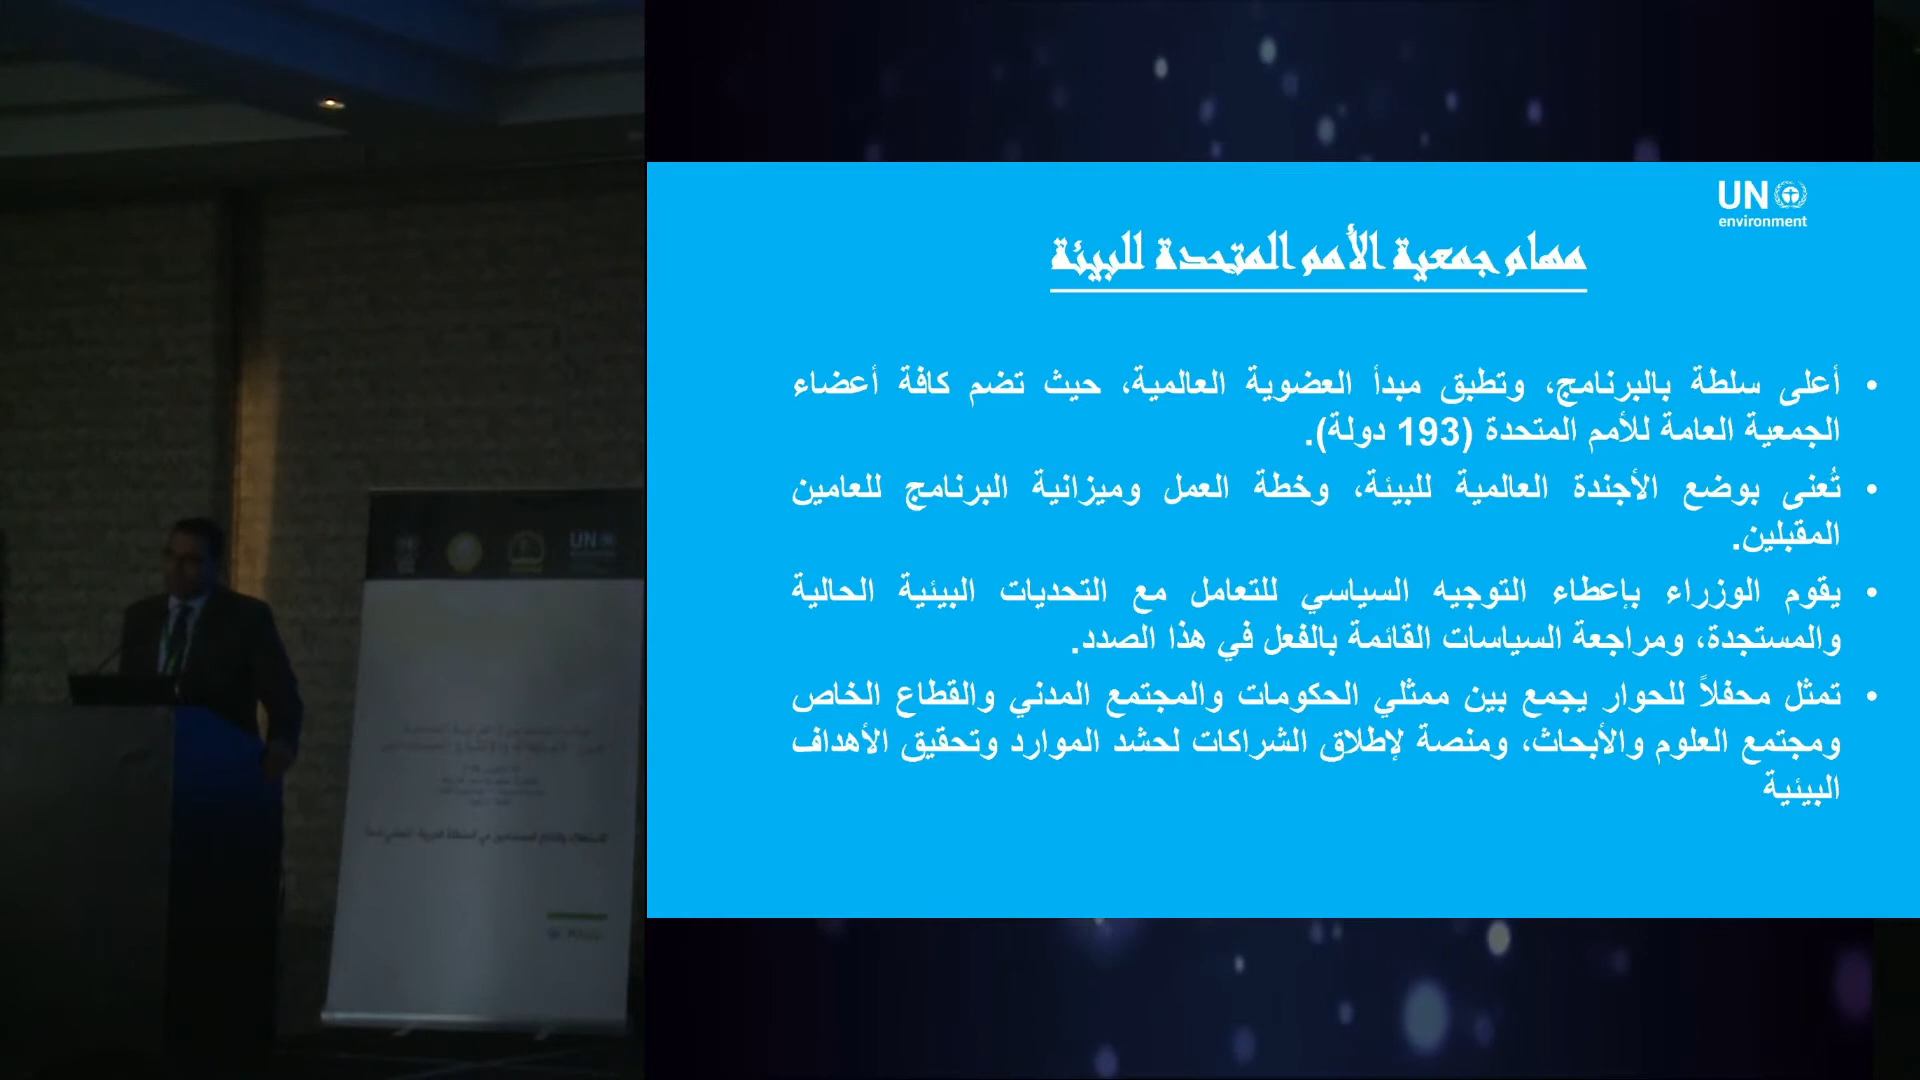 UN
environment
مهام جمعية الأمم المتحدة للبيئة
• أعلى سلطة بالبرنامج، وتطبق مبدأ العضوية العالمية، حيث تضم كافة أعضاء
الجمعية العامة للأمم المتحدة (193 دولة).
• تُعنى بوضع الأجندة العالمية للبيئة، وخطة العمل وميزانية البرنامج للعامين
المقبلين.
• يقوم الوزراء بإعطاء التوجيه السياسي للتعامل مع التحديات البيئية الحالية
والمستجدة، ومراجعة السياسات القائمة بالفعل في هذا الصدد.
• تمثل محفلاً للحوار يجمع بين ممثلي الحكومات والمجتمع المدني والقطاع الخاص
ومجتمع العلوم والأبحاث، ومنصة لإطلاق الشراكات لحشد الموارد وتحقيق الأهداف
البيئية
UN